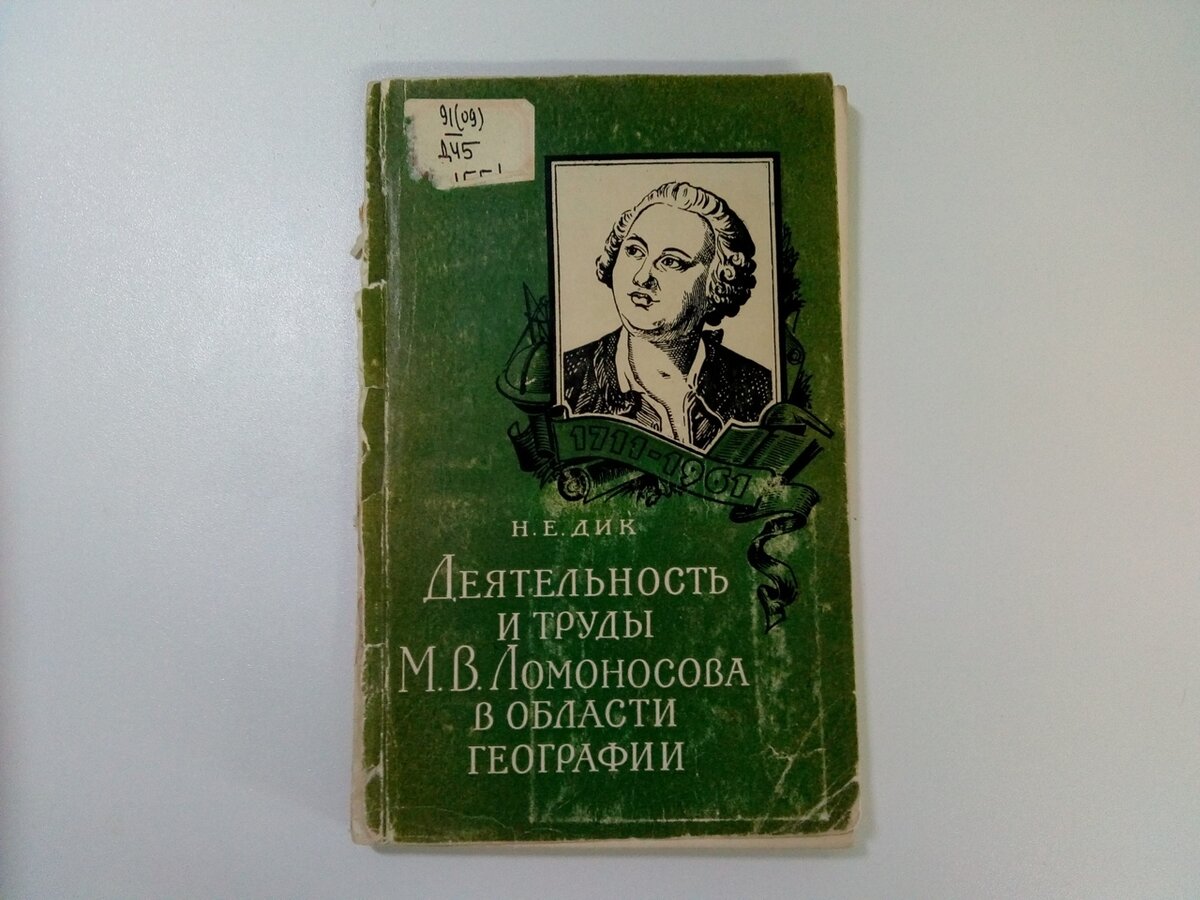 91(09)
Д45
1711-1961
Н. Е. ДИК
ДЕЯТЕЛЬНОСТЬ
И ТРУДЫ
М. В. ЛОМОНОСОВА
В ОБЛАСТИ
ГЕОГРАФИИ